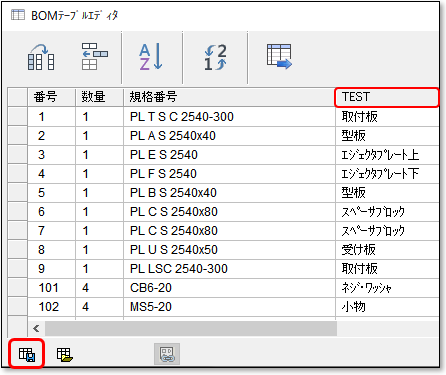 BOMﾃｰﾌﾞﾙｴﾃﾞｨﾀ
A
Z
1 2
2 1
番号 数量 規格番号 TEST
1 1 PL T S C 2540-300 取付板
2 1 PL A S 2540x40 型板
3 1 PL E S 2540 ｴｼﾞｪｸﾀﾌﾟﾚｰﾄ上
4 1 PL F S 2540 ｴｼﾞｪｸﾀﾌﾟﾚｰﾄ下
5 1 PL B S 2540x40 型板
6 1 PL C S 2540x80 ｽﾍﾟｰｻﾌﾞﾛｯｸ
7 1 PL C S 2540x80 ｽﾍﾟｰｻﾌﾞﾛｯｸ
8 1 PL U S 2540x50 受け板
9 1 PL LSC 2540-300 取付板
101 4 CB6-20 ﾈｼﾞ･ﾜｯｼｬ
102 4 MS5-20 小物